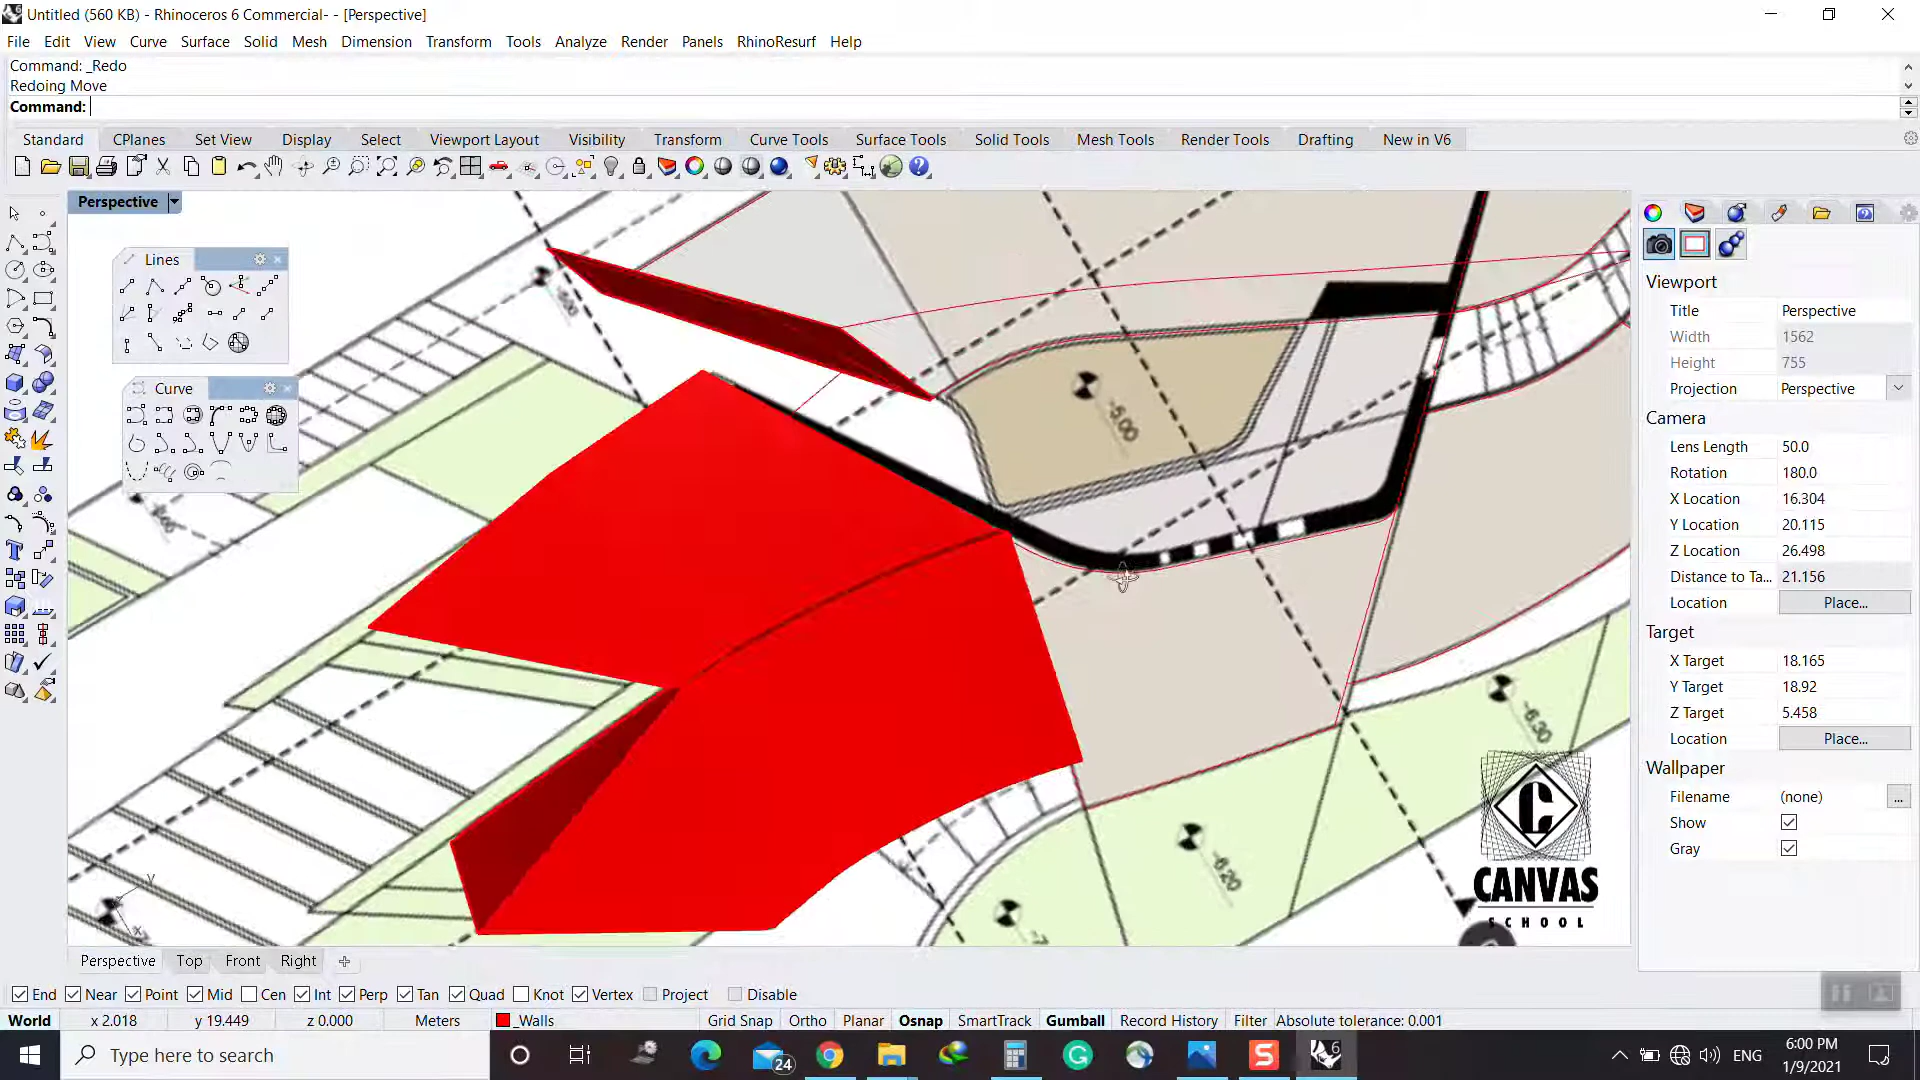 Untitled (560 KB) - Rhinoceros 6 Commercial- - [Perspective]
File Edit View Curve Surface Solid Mesh Dimension Transform Tools Analyze Render Panels RhinoResurf Help
Command: _Redo
Redoing Move
Command:
Standard CPlanes Set View Display Select Viewport Layout Visibility Transform Curve Tools Surface Tools Solid Tools Mesh Tools Render Tools Drafting New in V6
Perspective
Lines
Curve
Viewport
Title Perspective
Width 1562
Height 755
Projection Perspective
Camera
Lens Length 50.0
Rotation 180.0
X Location 16.304
Y Location 20.115
Z Location 26.498
Distance to Ta... 21.156
Location Place...
Target
X Target 18.165
Y Target 18.92
Z Target 5.458
Location Place...
Wallpaper
Filename (none) ...
Show
Gray
-5.00
-6.30
-6.20
y
x
CANVAS
SCHOOL
Perspective Top Front Right
End Near Point Mid Cen Int Perp Tan Quad Knot Vertex Project Disable
World x 2.018 y 19.449 z 0.000 Meters _Walls Grid Snap Ortho Planar Osnap SmartTrack Gumball Record History Filter Absolute tolerance: 0.001
Type here to search
24
6
ENG
6:00 PM
1/9/2021